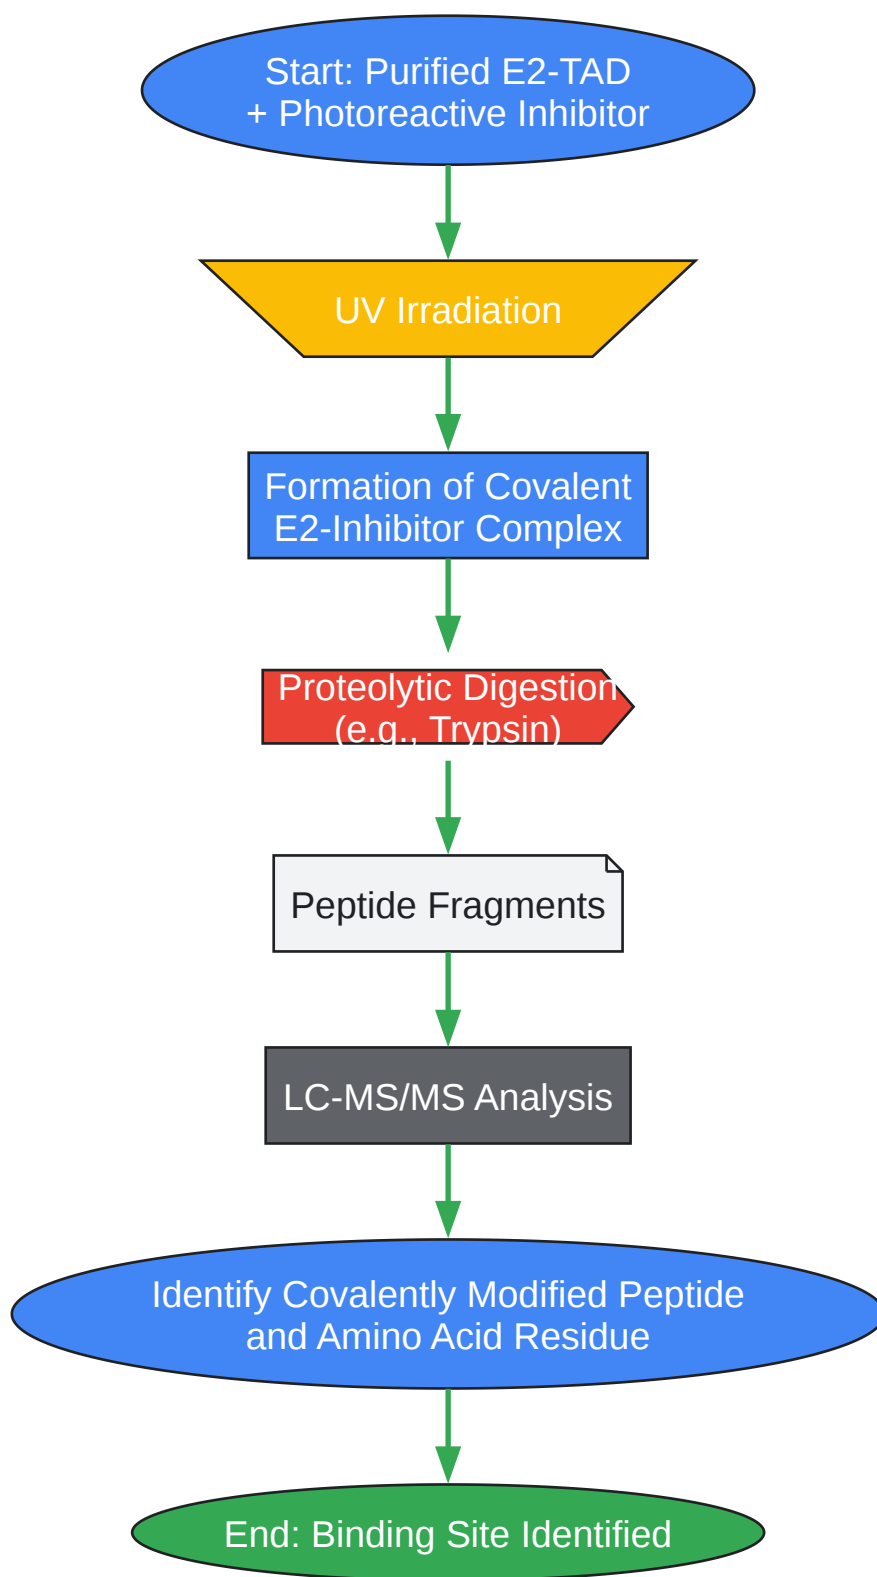 Start: Purified E2-TAD
+ Photoreactive Inhibitor
UV Irradiation
Formation of Covalent
E2-Inhibitor Complex
Proteolytic Digestion
(e.g., Trypsin)
Peptide Fragments
LC-MS/MS Analysis
Identify Covalently Modified Peptide
and Amino Acid Residue
End: Binding Site Identified